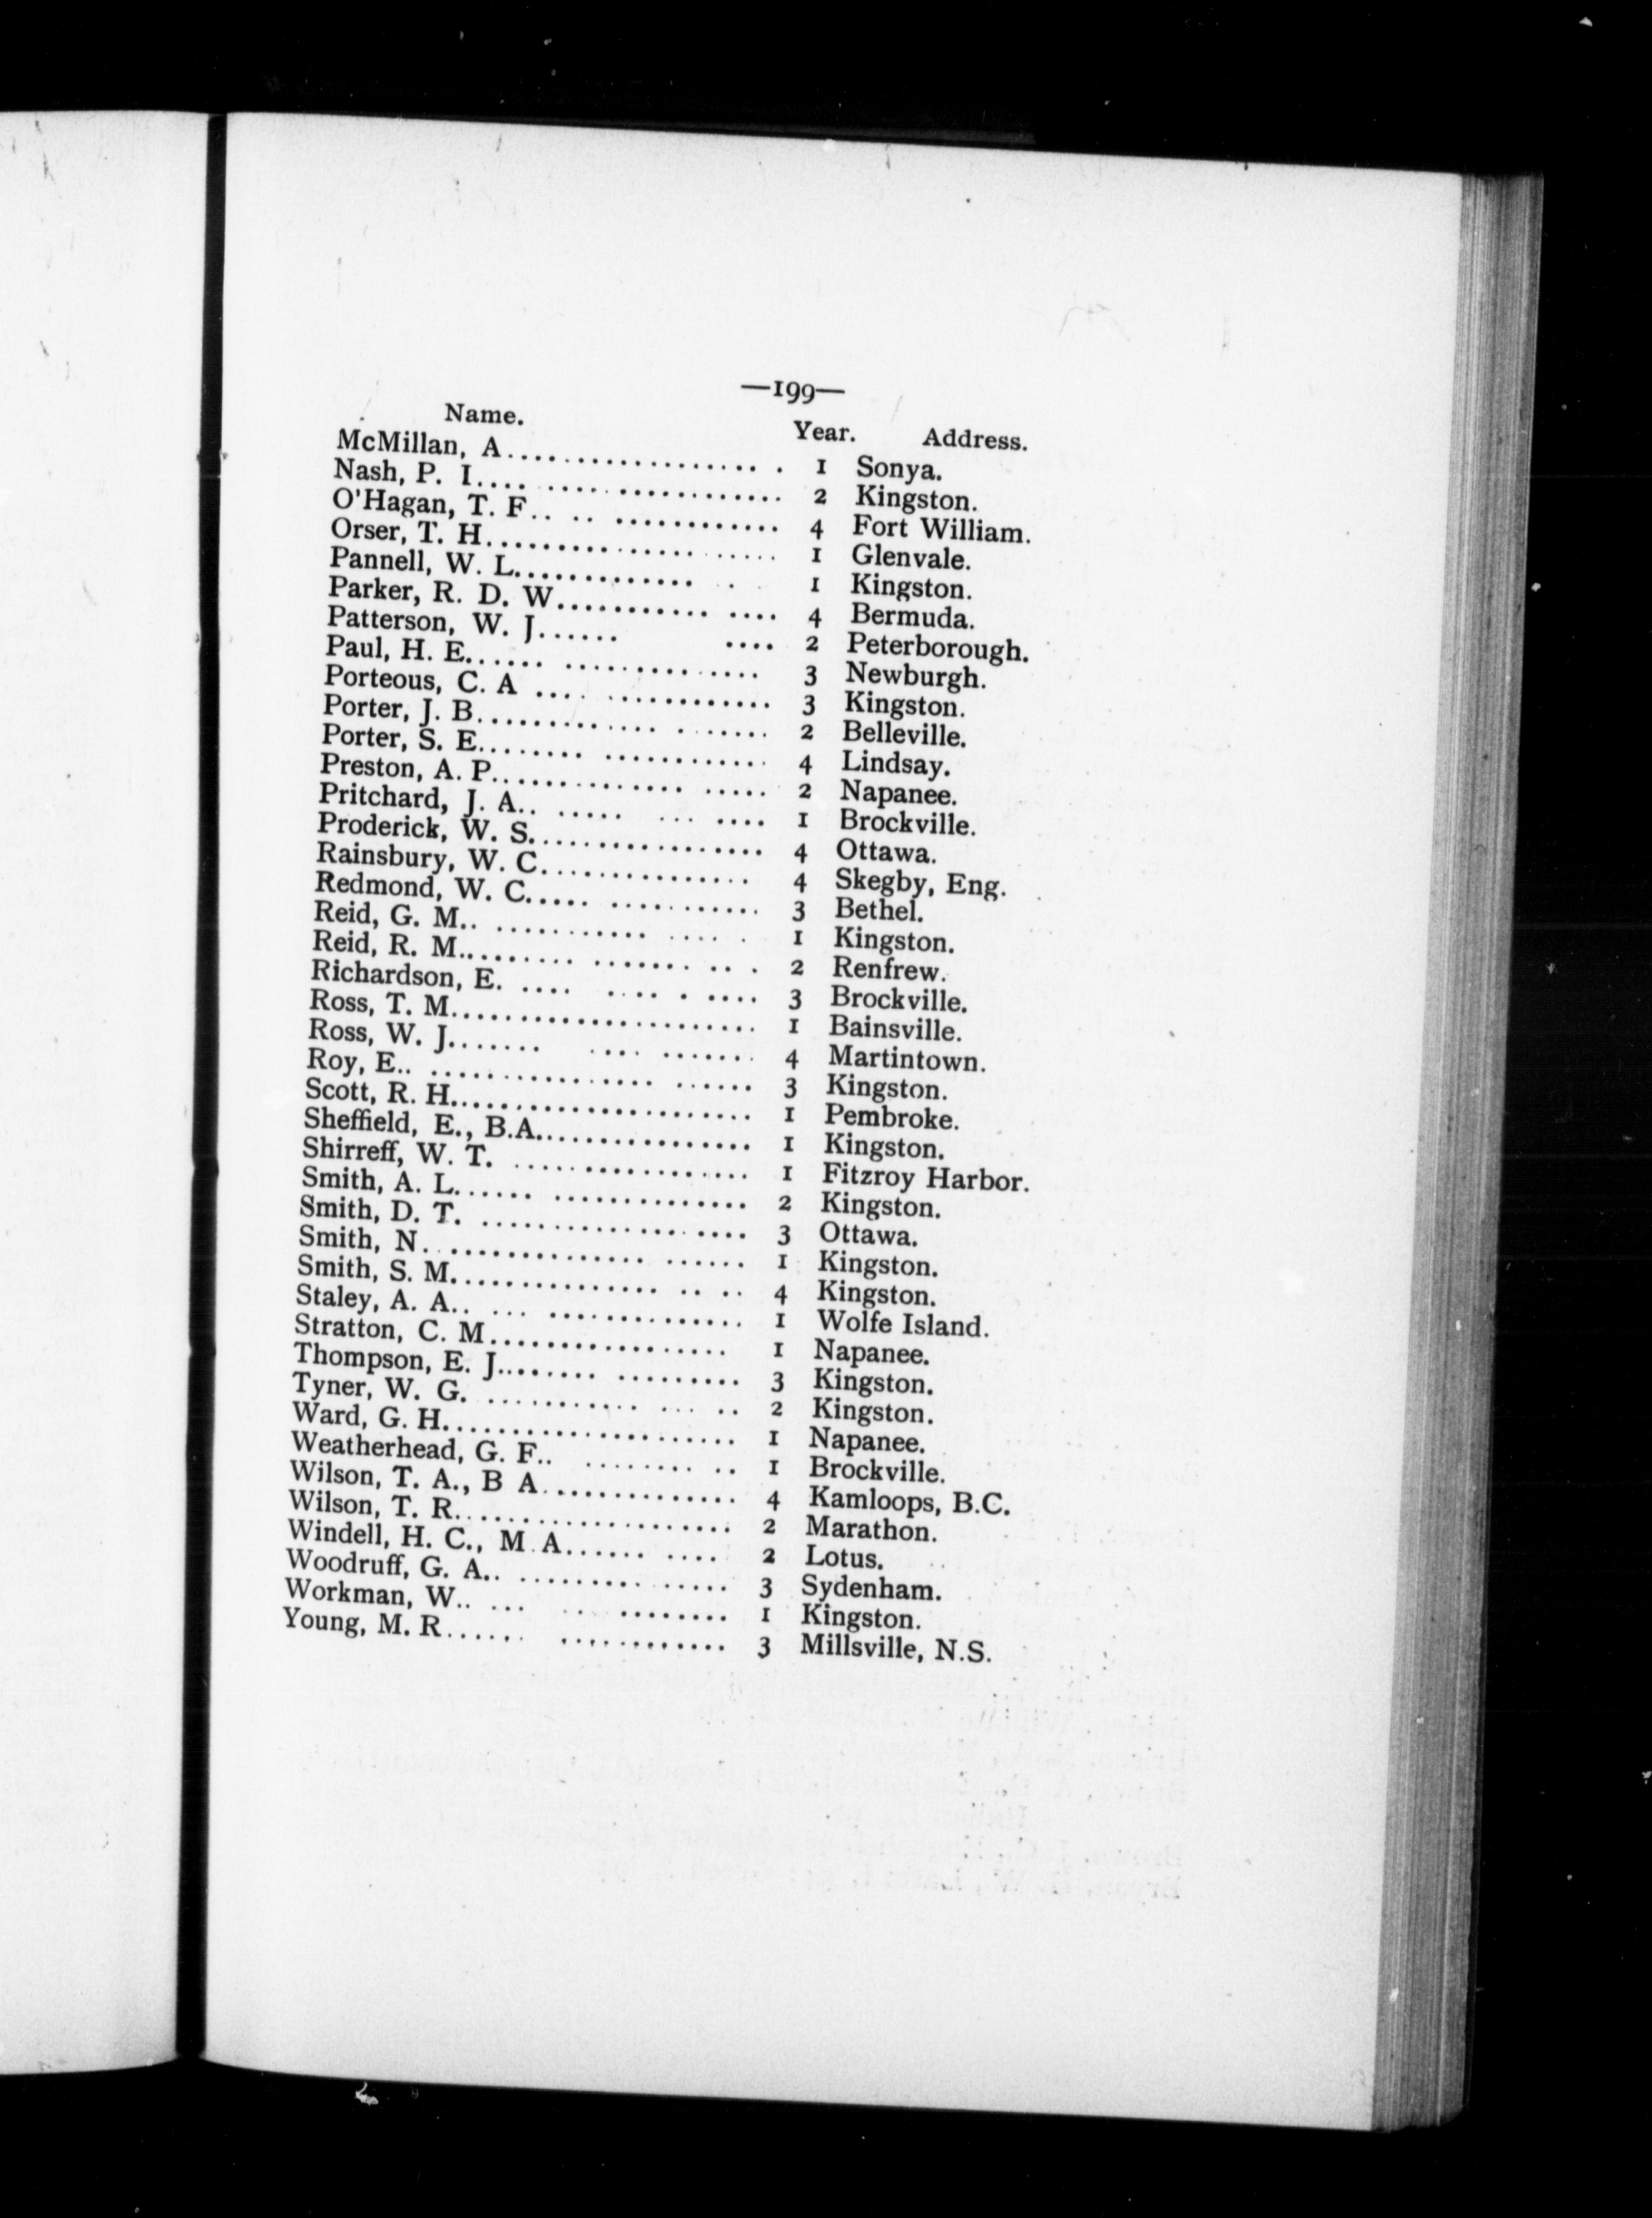 —199—
Name. Year. Address.
McMillan, A.................... . 1 Sonya.
Nash, P. I.... ................... 2 Kingston.
O'Hagan, T. F.. .. ............ 4 Fort William.
Orser, T. H...................... 1 Glenvale.
Pannell, W. L.............. . 1 Kingston.
Parker, R. D. W........... .... 4 Bermuda.
Patterson, W. J...... .... 2 Peterborough.
Paul, H. E...... .............. 3 Newburgh.
Porteous, C. A .... ............ 3 Kingston.
Porter, J. B............. ....... 2 Belleville.
Porter, S. E........ ............ 4 Lindsay.
Preston, A. P.............. ..... 2 Napanee.
Pritchard, J. A.. ..... ... .... 1 Brockville.
Proderick, W. S................. 4 Ottawa.
Rainsbury, W. C................ 4 Skegby, Eng.
Redmond, W. C..... ........... 3 Bethel.
Reid, G. M.. ........... ..... . 1 Kingston.
Reid, R. M......... ....... .. . 2 Renfrew.
Richardson, E. .... .... . .... 3 Brockville.
Ross, T. M...................... 1 Bainsville.
Ross, W. J....... .... ....... 4 Martintown.
Roy, E.. ................ ...... 3 Kingston.
Scott, R. H...................... 1 Pembroke.
Sheffield, E., B.A................ 1 Kingston.
Shirreff, W. T. .................. 1 Fitzroy Harbor.
Smith, A. L...... .............. 2 Kingston.
Smith, D. T. ............... .... 3 Ottawa.
Smith, N. ............... ...... 1 Kingston.
Smith, S. M................ .. .. 4 Kingston.
Staley, A. A.. ... .............. 1 Wolfe Island.
Stratton, C. M.................. 1 Napanee.
Thompson, E. J........ ......... 3 Kingston.
Tyner, W. G. ........... ... .. 2 Kingston.
Ward, G. H...................... 1 Napanee.
Weatherhead, G. F.. ........ .. 1 Brockville.
Wilson, T. A., B A.............. 4 Kamloops, B.C.
Wilson, T. R.................... 2 Marathon.
Windell, H. C., M.A...... .... 2 Lotus.
Woodruff, G. A.. ............... 3 Sydenham.
Workman, W.. ... .. ........ 1 Kingston.
Young, M. R...... ............ 3 Millsville, N.S.